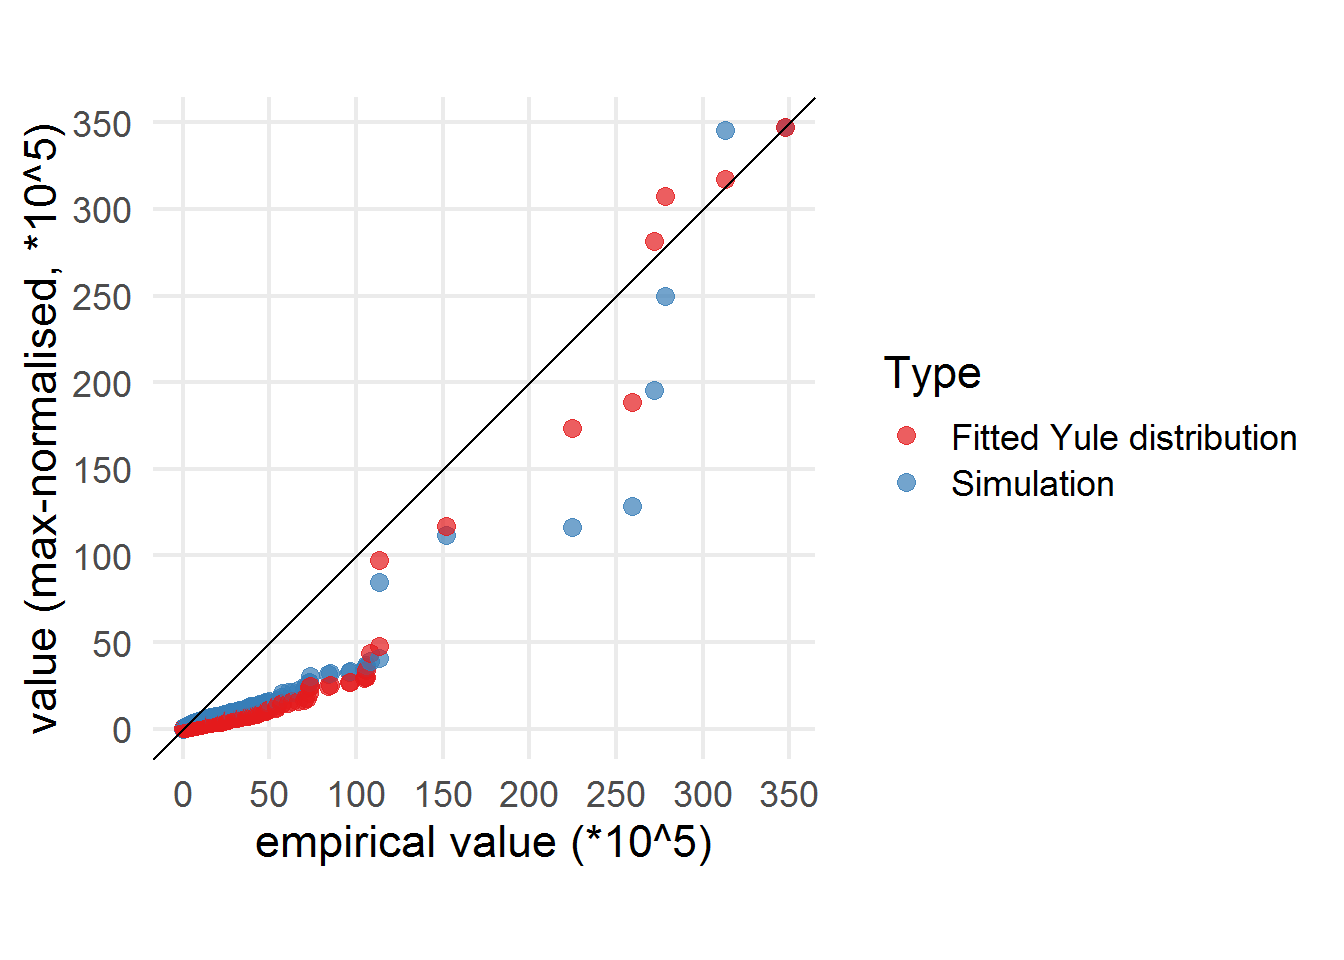 value (max-normalised, *10^5)
350
300
250
200
150
100
50
0
0 50 100 150 200 250 300 350
empirical value (*10^5)
Type
Fitted Yule distribution
Simulation